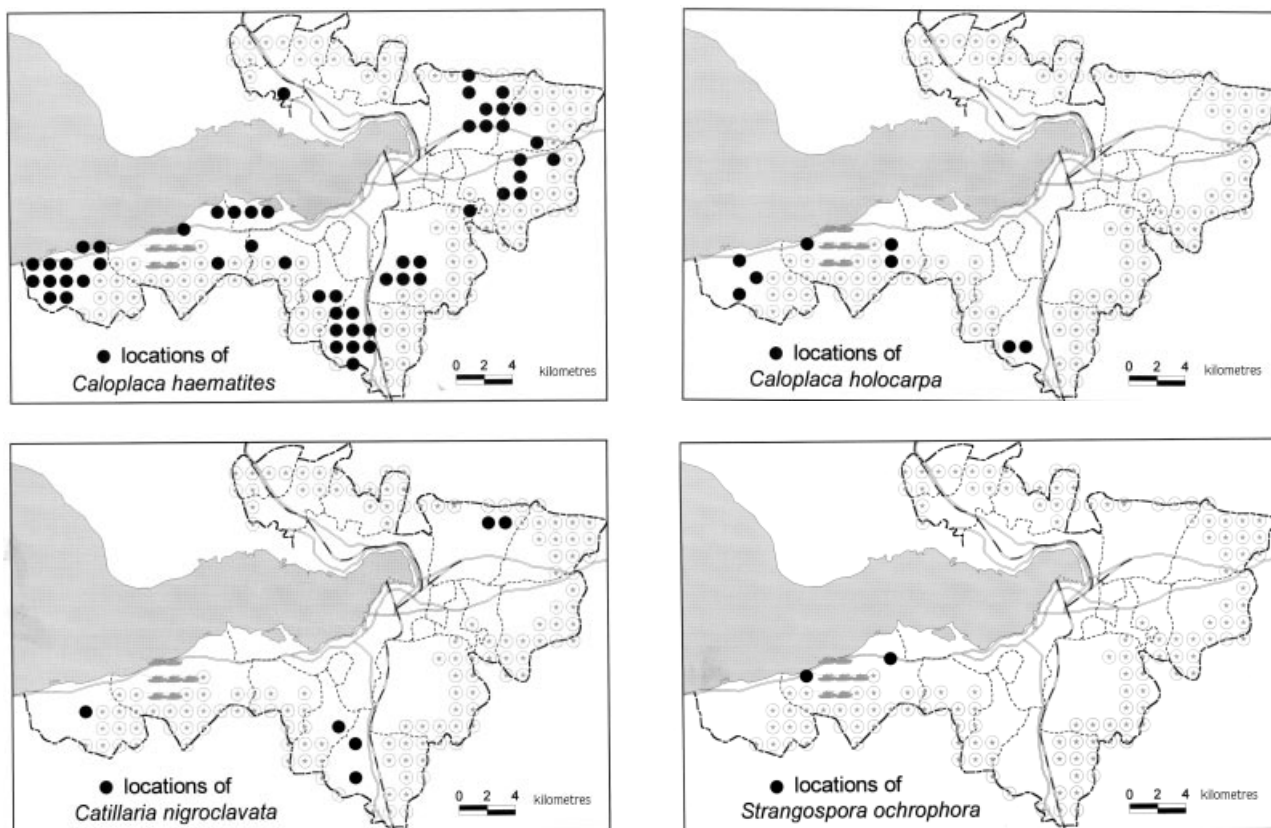 locations of
Caloplaca haematites
0 2 4 kilometres
locations of
Caloplaca holocarpa
0 2 4 kilometres
locations of
Catillaria nigroclavata
0 2 4 kilometres
locations of
Strangospora ochrophora
0 2 4 kilometres